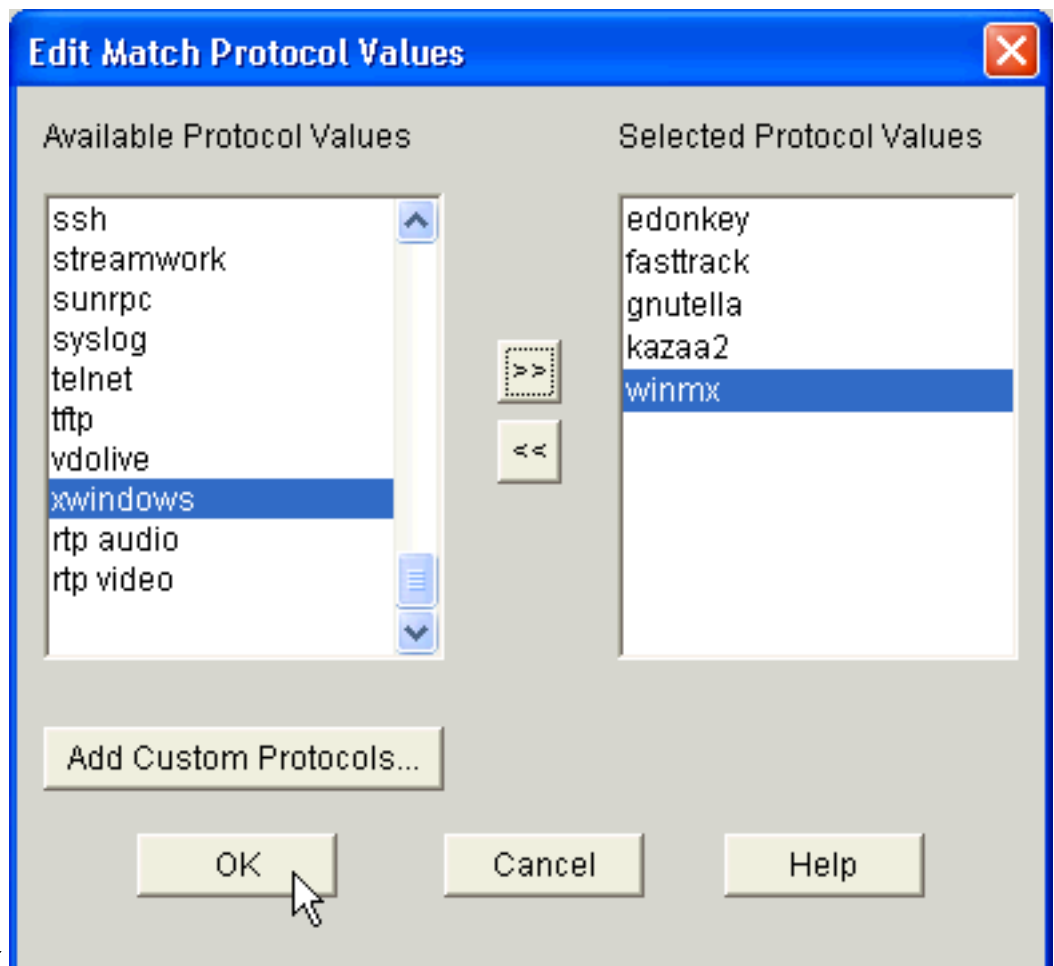 Edit Match Protocol Values
Available Protocol Values
ssh
streamwork
sunrpc
syslog
telnet
tftp
vdolive
xwindows
rtp audio
rtp video
>>
<<
Selected Protocol Values
edonkey
fasttrack
gnutella
kazaa2
winmx
Add Custom Protocols...
OK
Cancel
Help